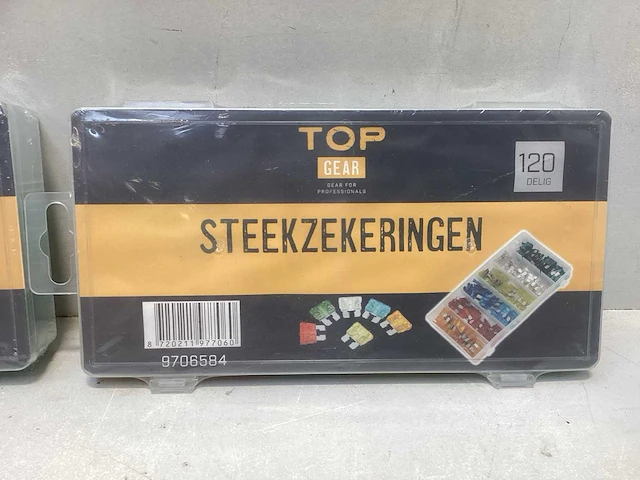 TOP
GEAR
GEAR FOR
PROFESSIONALS
120
DELIG
STEEKZEKERINGEN
8 720211 977060
9706584